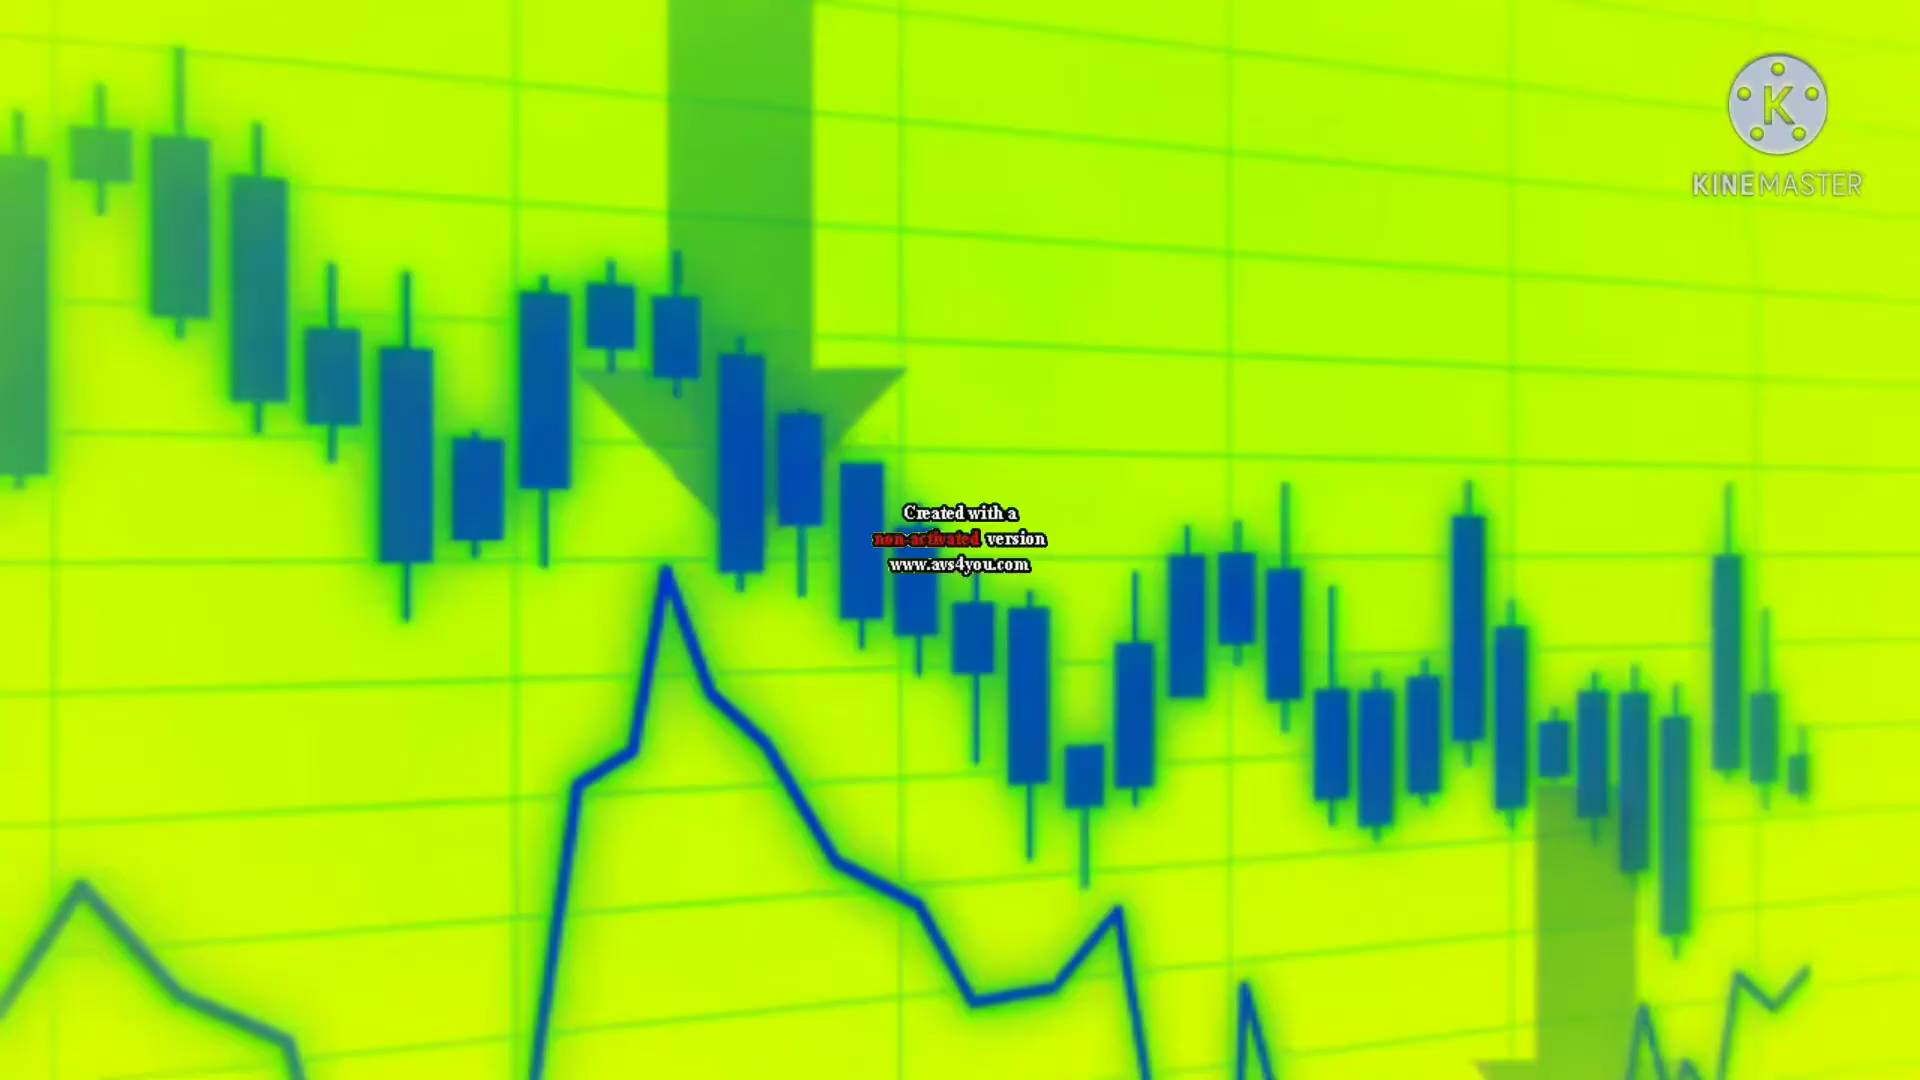 K
KINEMASTER
Created with a
non-activated version
www.avs4you.com